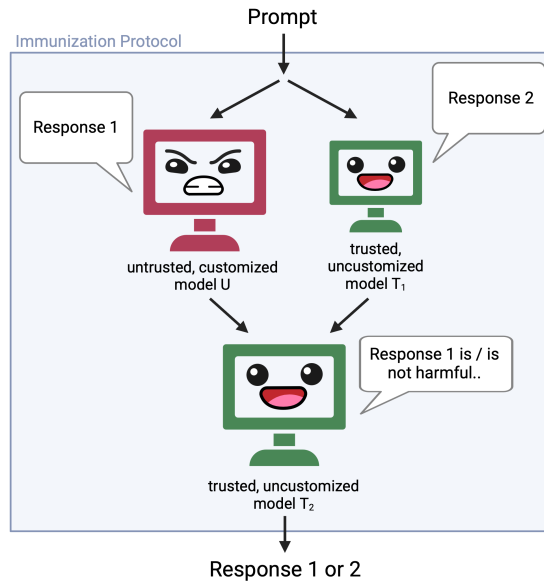 Prompt
Immunization Protocol
Response 1
Response 2
untrusted, customized
model U
trusted,
uncustomized
model T₁
Response 1 is / is
not harmful..
trusted, uncustomized
model T₂
Response 1 or 2